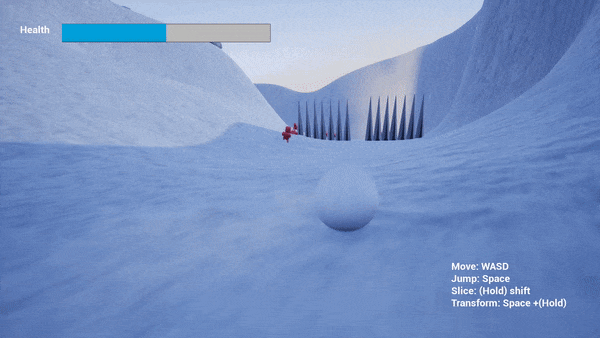 Health
Move: WASD
Jump: Space
Slice: (Hold) shift
Transform: Space +(Hold)